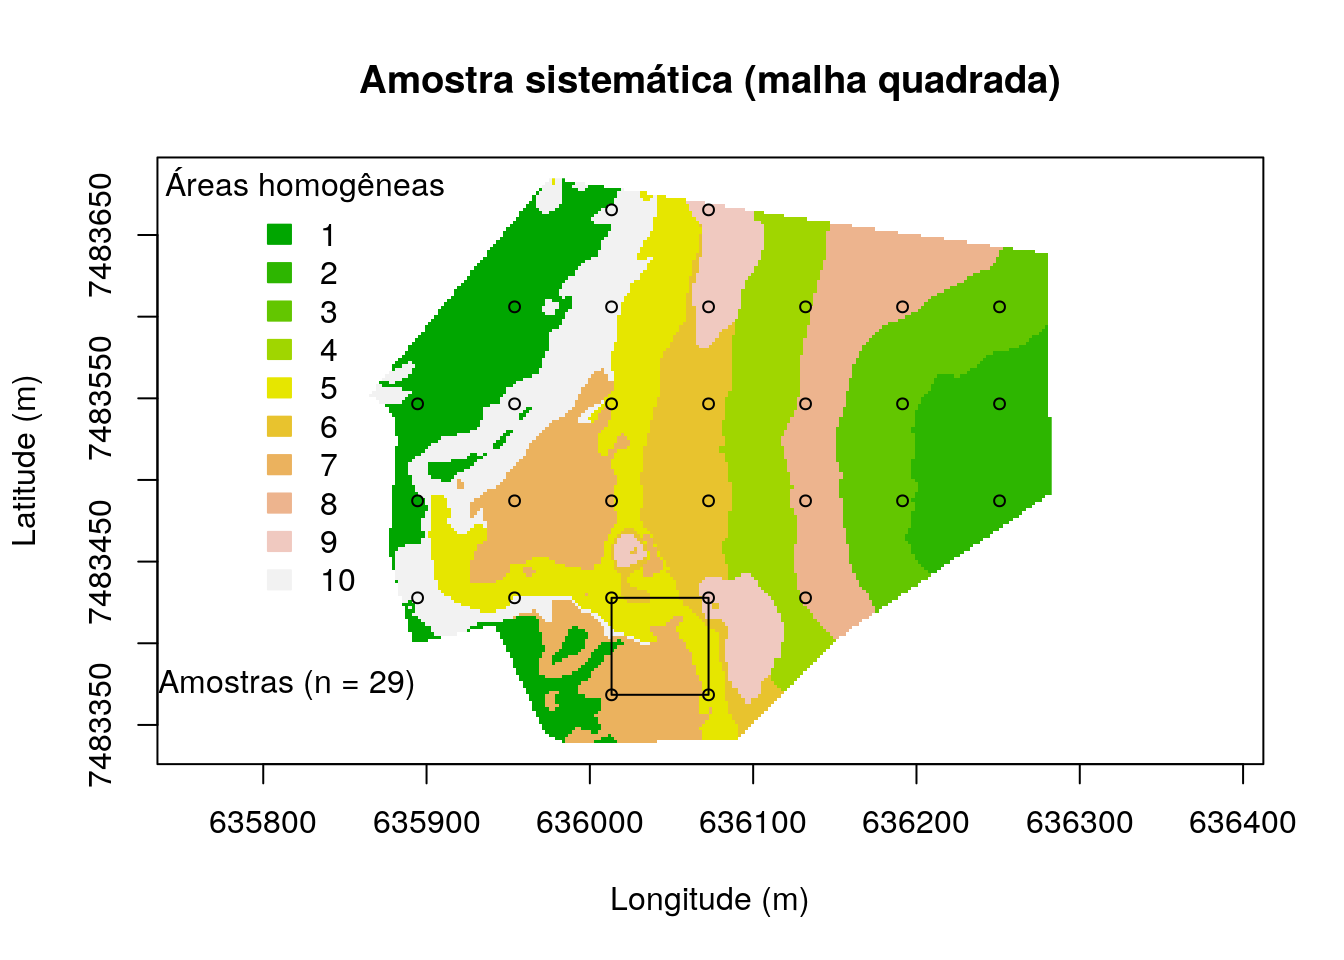 Amostra sistemática (malha quadrada)
Áreas homogêneas
1
2
3
4
5
6
7
8
9
10
Amostras (n = 29)
Latitude (m)
7483650
7483550
7483450
7483350
635800 635900 636000 636100 636200 636300 636400
Longitude (m)